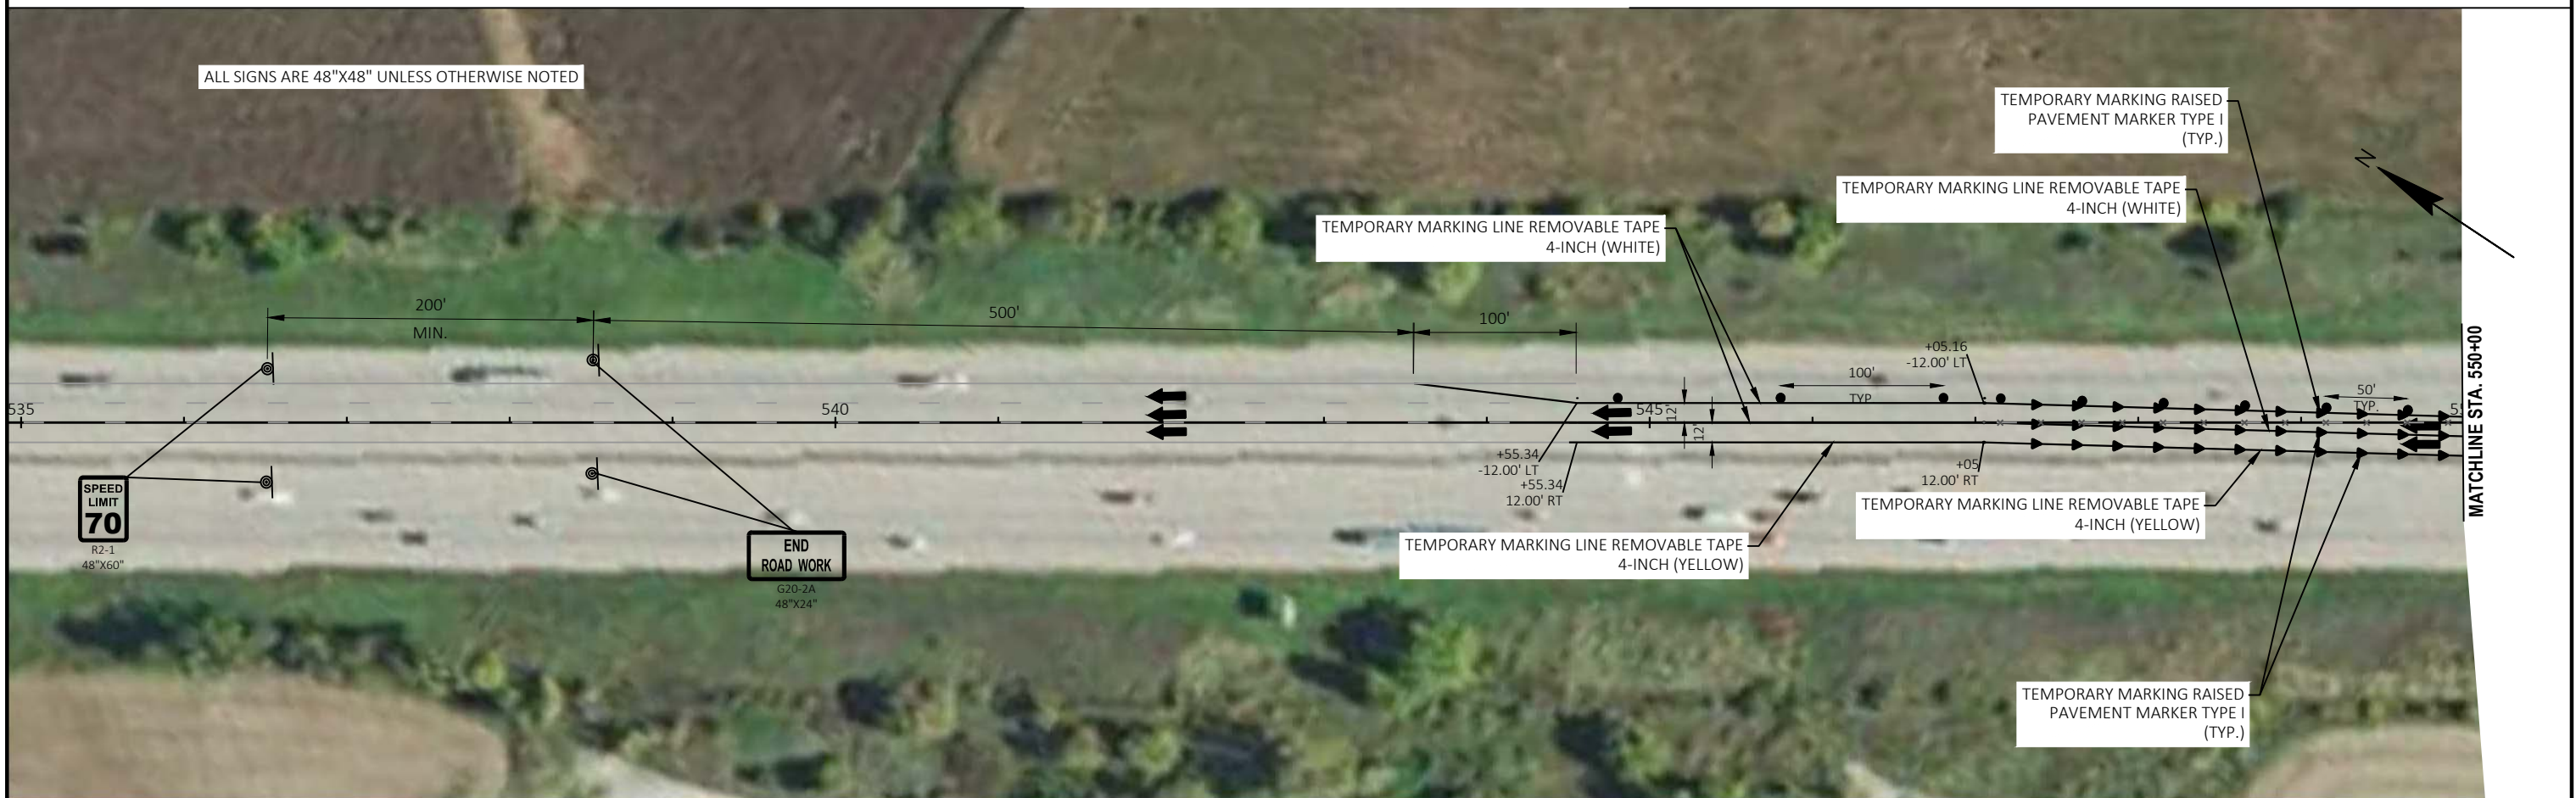 ALL SIGNS ARE 48"X48" UNLESS OTHERWISE NOTED
TEMPORARY MARKING RAISED
PAVEMENT MARKER TYPE I
(TYP.)
N
TEMPORARY MARKING LINE REMOVABLE TAPE
4-INCH (WHITE)
TEMPORARY MARKING LINE REMOVABLE TAPE
4-INCH (WHITE)
200'
MIN.
500'
100'
+05.16
-12.00' LT
100'
TYP
50'
TYP.
MATCHLINE STA. 550+00
535
540
545
12'
12'
+55.34
-12.00' LT
+55.34
12.00' RT
+05
12.00' RT
SPEED
LIMIT
70
R2-1
48"X60"
END
ROAD WORK
G20-2A
48"X24"
TEMPORARY MARKING LINE REMOVABLE TAPE
4-INCH (YELLOW)
TEMPORARY MARKING LINE REMOVABLE TAPE
4-INCH (YELLOW)
TEMPORARY MARKING RAISED
PAVEMENT MARKER TYPE I
(TYP.)